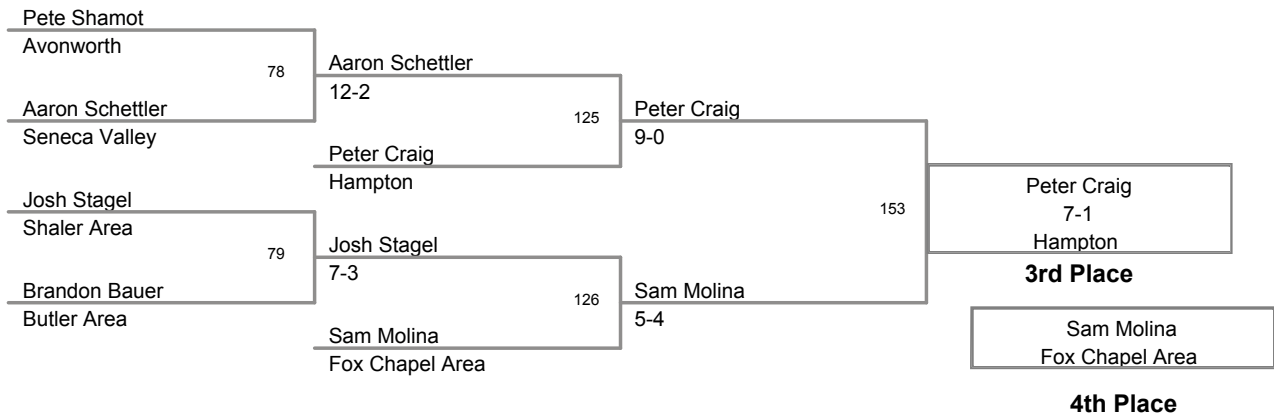 Pete Shamot
Avonworth
78
Aaron Schettler
Seneca Valley
Josh Stagel
Shaler Area
79
Brandon Bauer
Butler Area
Aaron Schettler
12-2
125
Peter Craig
Hampton
Josh Stagel
7-3
126
Sam Molina
Fox Chapel Area
Peter Craig
9-0
153
Sam Molina
5-4
Peter Craig
7-1
Hampton
3rd Place
Sam Molina
Fox Chapel Area
4th Place